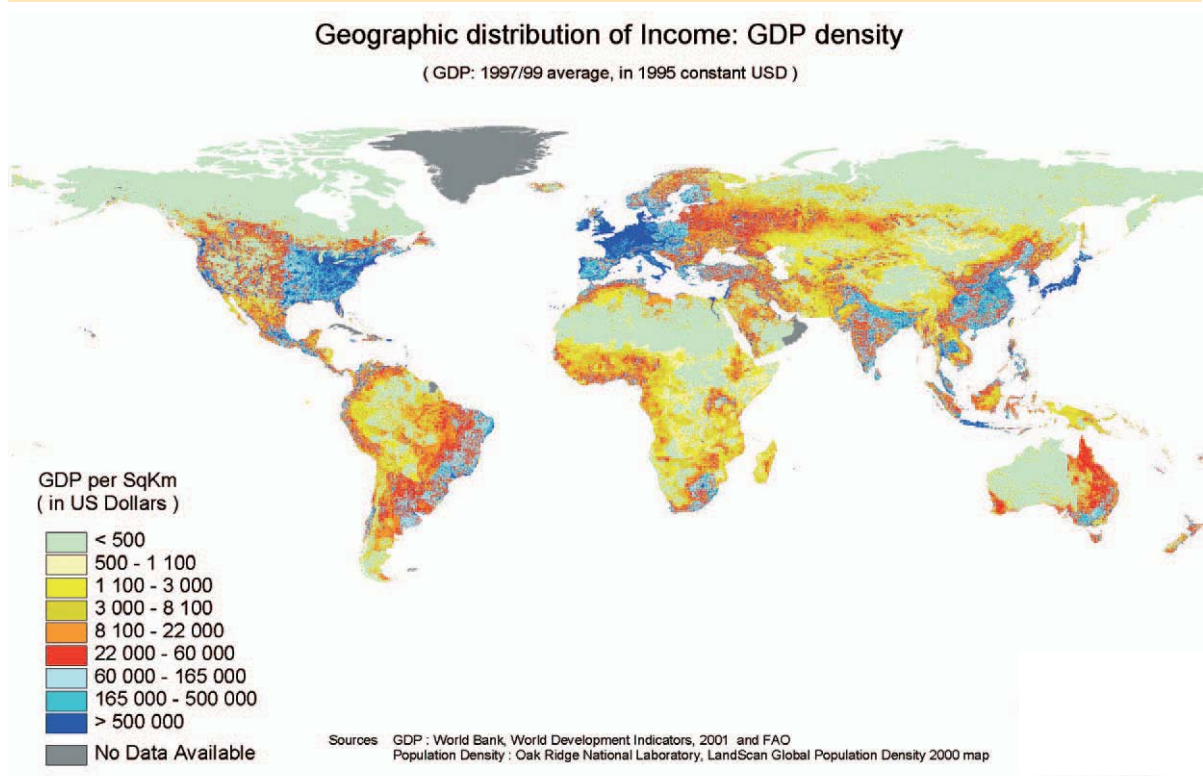 Geographic distribution of Income: GDP density
( GDP: 1997/99 average, in 1995 constant USD )
GDP per SqKm
( in US Dollars )
< 500
500 - 1 100
1 100 - 3 000
3 000 - 8 100
8 100 - 22 000
22 000 - 60 000
60 000 - 165 000
165 000 - 500 000
> 500 000
No Data Available
Sources GDP : World Bank, World Development Indicators, 2001 and FAO
Population Density : Oak Ridge National Laboratory, LandScan Global Population Density 2000 map